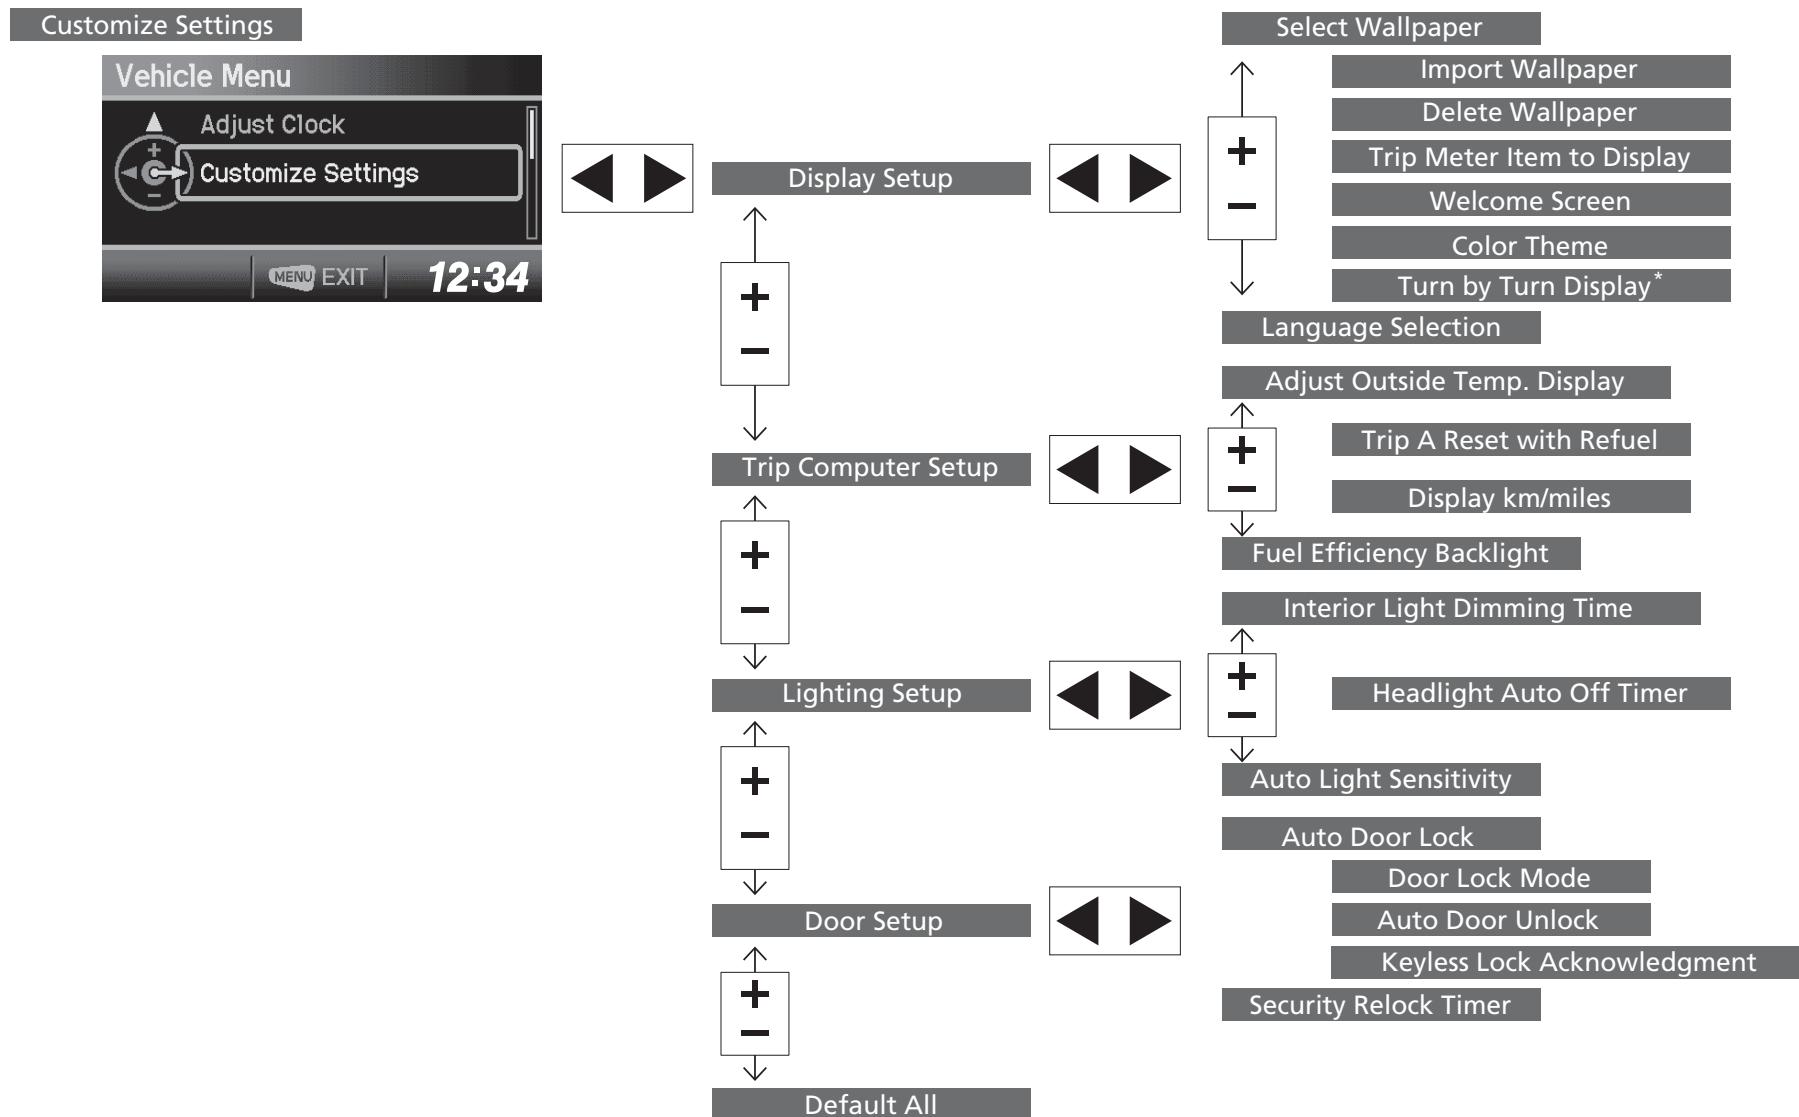 Customize Settings
Vehicle Menu
Adjust Clock
+
Customize Settings
−
MENU EXIT
12:34
Display Setup
+
−
Trip Computer Setup
+
−
Lighting Setup
+
−
Door Setup
+
−
Default All
Select Wallpaper
Import Wallpaper
Delete Wallpaper
+
Trip Meter Item to Display
Welcome Screen
−
Color Theme
Turn by Turn Display*
Language Selection
Adjust Outside Temp. Display
+
Trip A Reset with Refuel
−
Display km/miles
Fuel Efficiency Backlight
Interior Light Dimming Time
+
Headlight Auto Off Timer
−
Auto Light Sensitivity
Auto Door Lock
Door Lock Mode
Auto Door Unlock
Keyless Lock Acknowledgment
Security Relock Timer